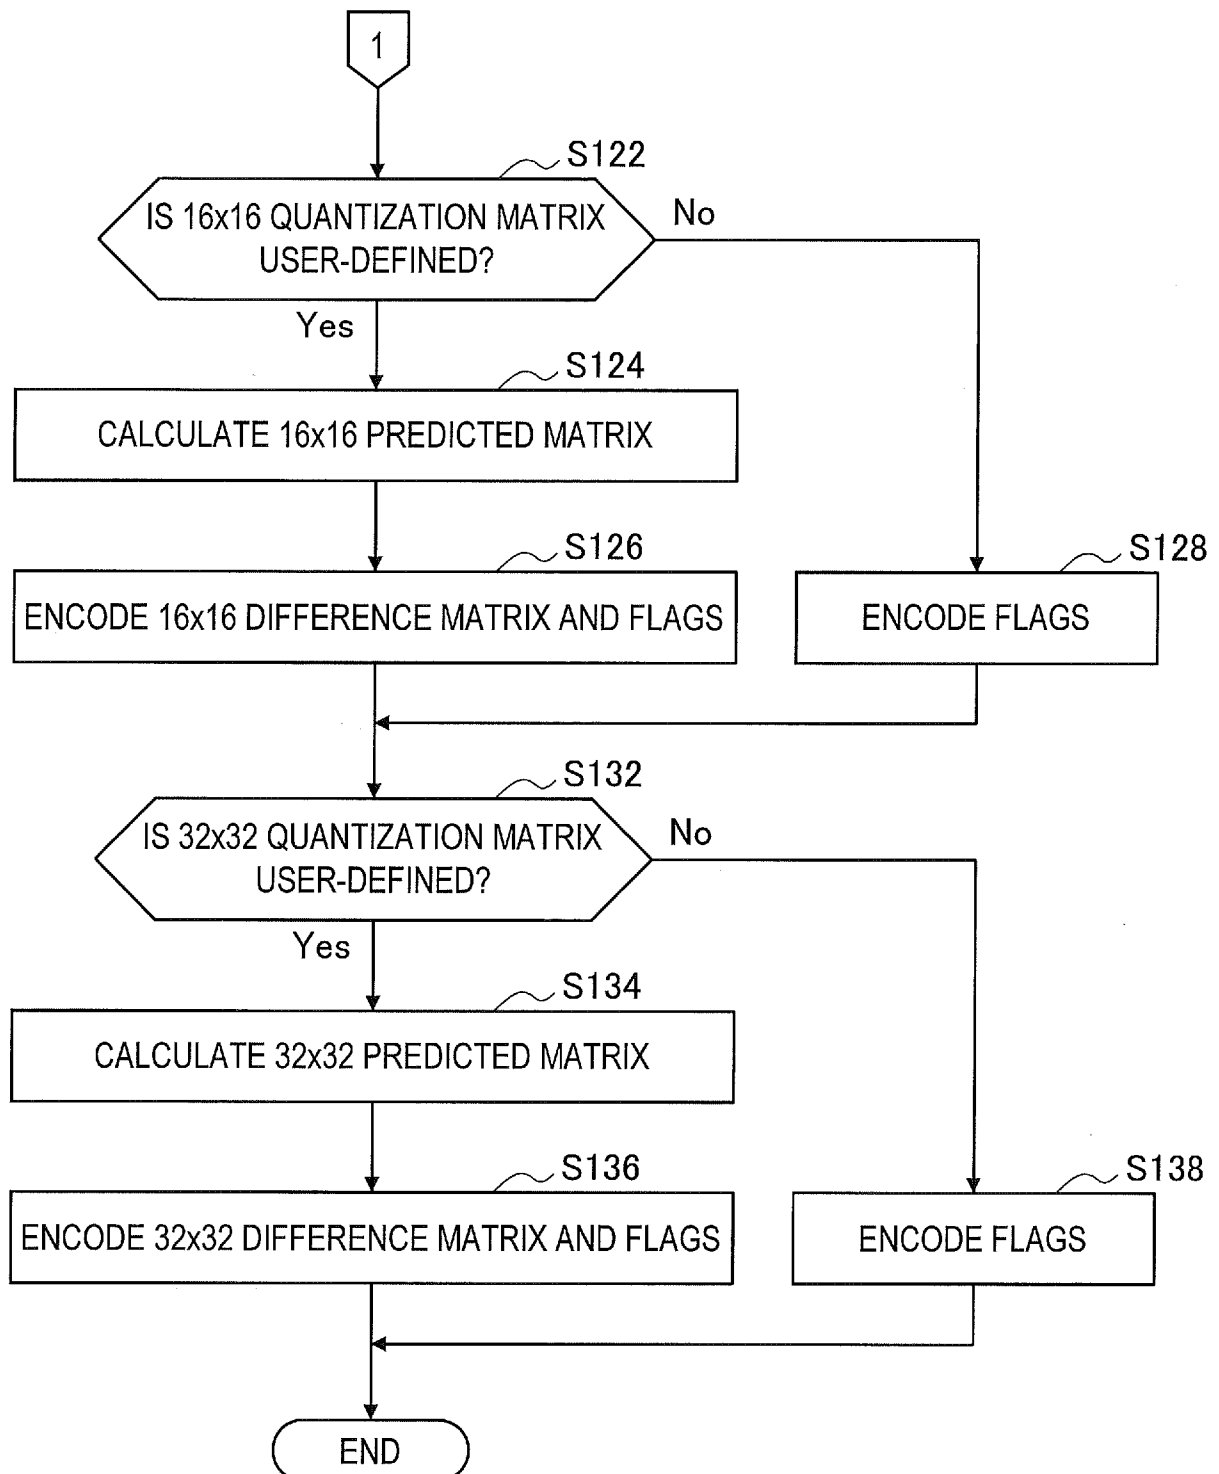 1
S122
IS 16x16 QUANTIZATION MATRIX
USER-DEFINED?
No
Yes
S124
CALCULATE 16x16 PREDICTED MATRIX
S126
ENCODE 16x16 DIFFERENCE MATRIX AND FLAGS
S128
ENCODE FLAGS
S132
IS 32x32 QUANTIZATION MATRIX
USER-DEFINED?
No
Yes
S134
CALCULATE 32x32 PREDICTED MATRIX
S136
ENCODE 32x32 DIFFERENCE MATRIX AND FLAGS
S138
ENCODE FLAGS
END